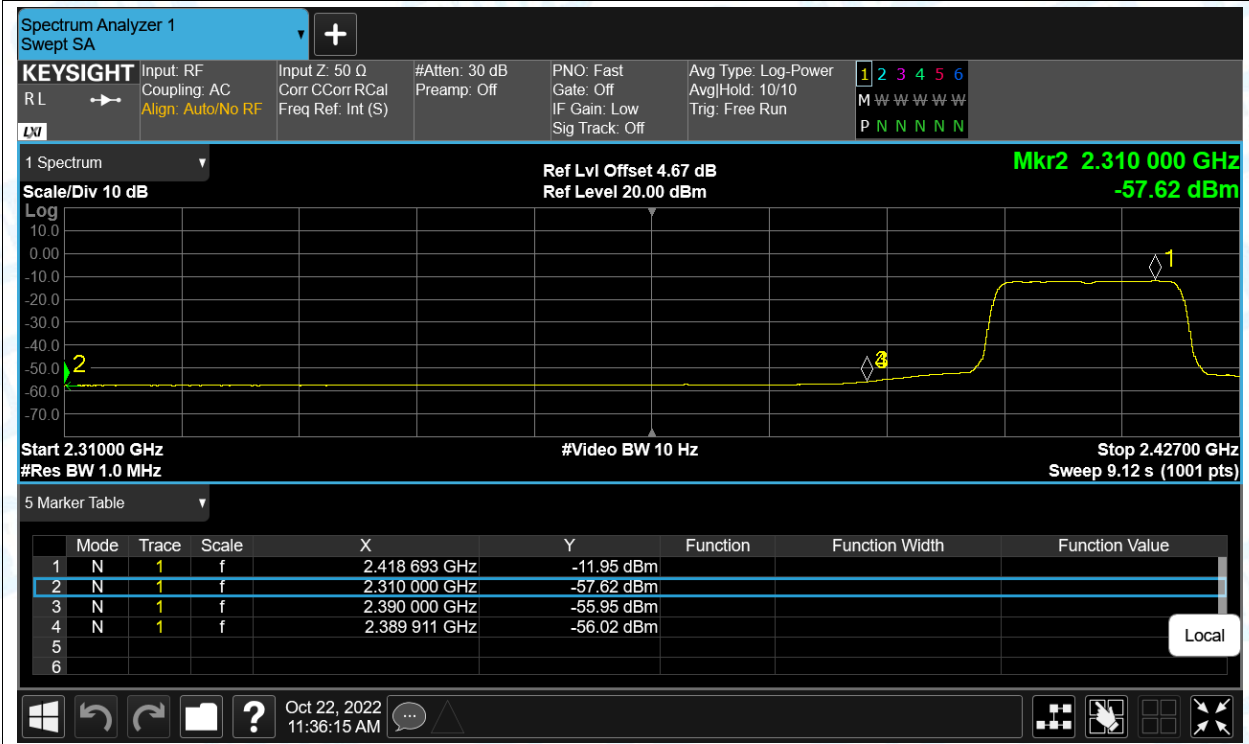 Spectrum Analyzer 1
Swept SA
▼
+
KEYSIGHT
R L
LXI
Input: RF
Coupling: AC
Align: Auto/No RF
Input Z: 50 Ω
Corr CCorr RCal
Freq Ref: Int (S)
#Atten: 30 dB
Preamp: Off
PNO: Fast
Gate: Off
IF Gain: Low
Sig Track: Off
Avg Type: Log-Power
Avg|Hold: 10/10
Trig: Free Run
1 2 3 4 5 6
M W W W W W
P N N N N N
1 Spectrum
Scale/Div 10 dB
Ref Lvl Offset 4.67 dB
Ref Level 20.00 dBm
Mkr2 2.310 000 GHz
-57.62 dBm
Log
10.0
0.00
-10.0
-20.0
-30.0
-40.0
-50.0
-60.0
-70.0
1
2
Start 2.31000 GHz
#Video BW 10 Hz
Stop 2.42700 GHz
#Res BW 1.0 MHz
Sweep 9.12 s (1001 pts)
5 Marker Table
Mode Trace Scale X Y Function Function Width Function Value
1 N 1 f 2.418 693 GHz -11.95 dBm
2 N 1 f 2.310 000 GHz -57.62 dBm
3 N 1 f 2.390 000 GHz -55.95 dBm
4 N 1 f 2.389 911 GHz -56.02 dBm
5
6
Local
?
Oct 22, 2022
11:36:15 AM